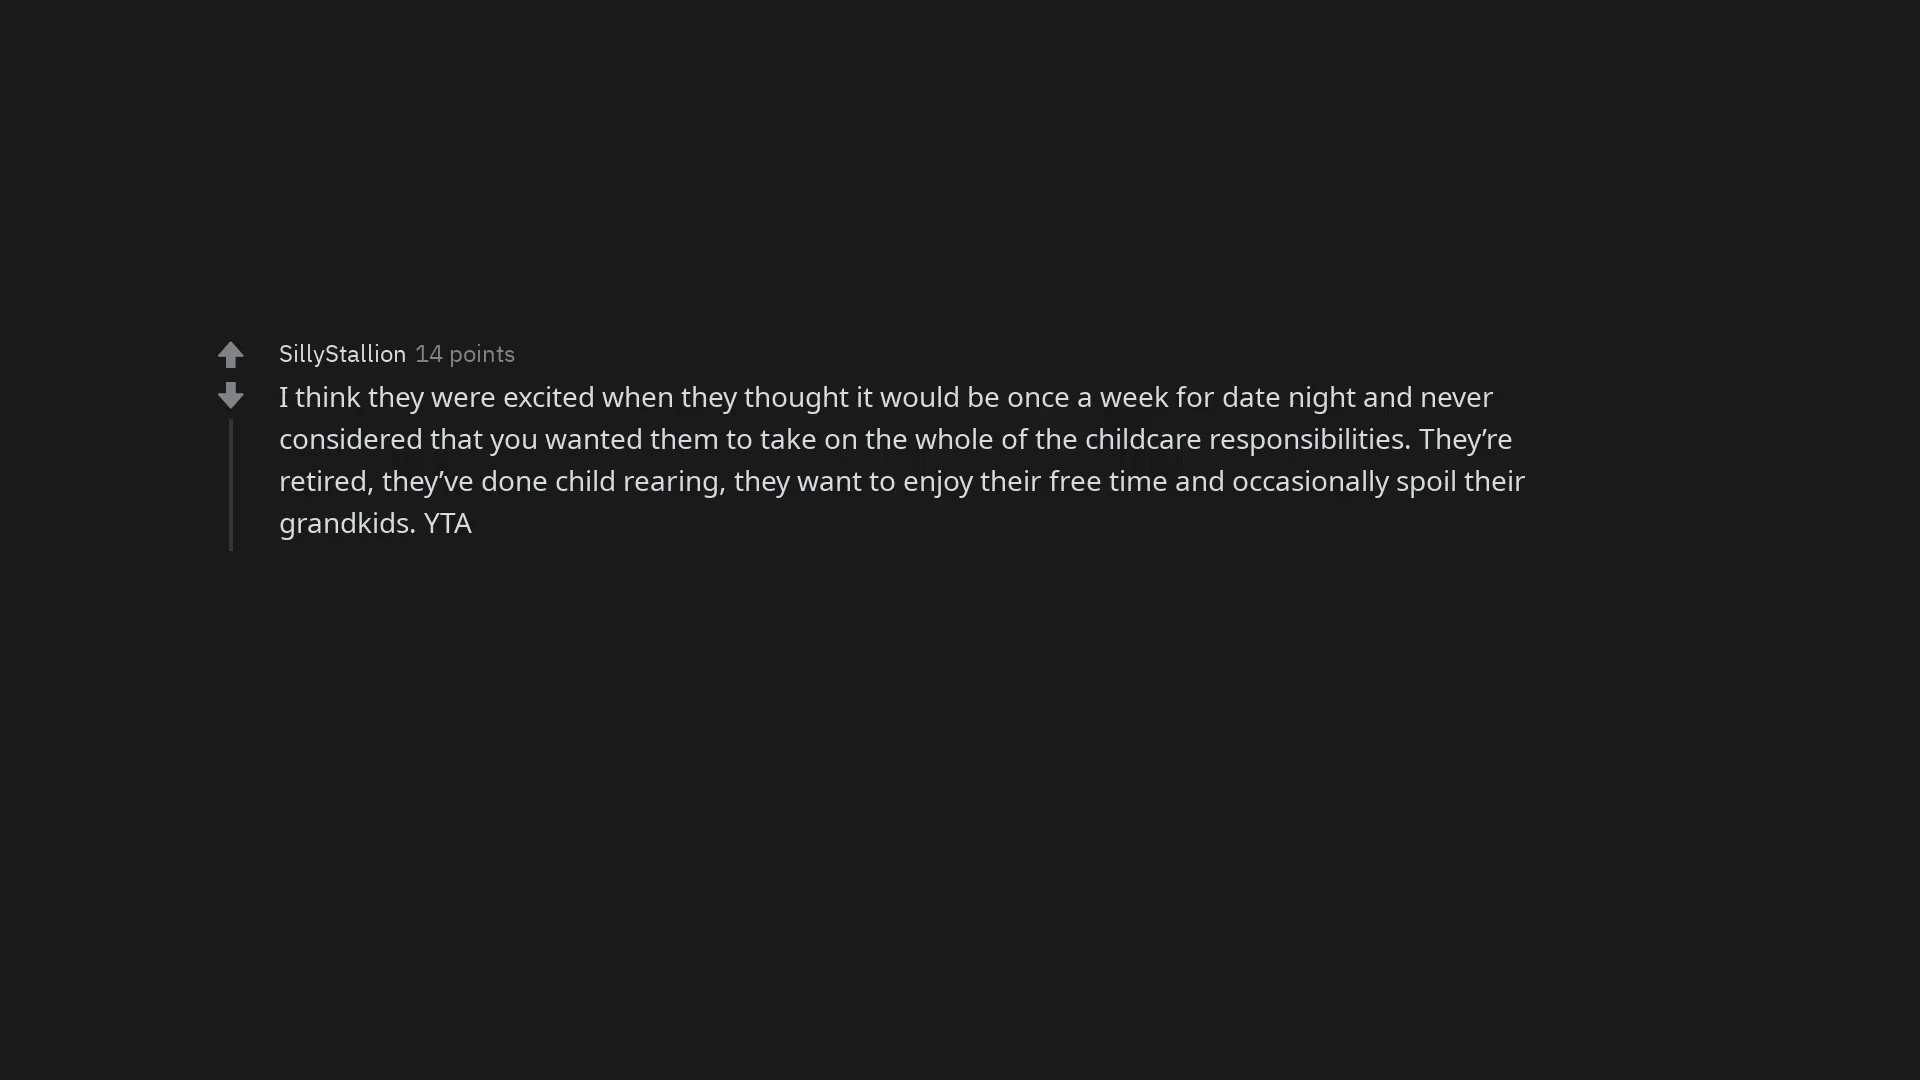 SillyStallion 14 points
I think they were excited when they thought it would be once a week for date night and never
considered that you wanted them to take on the whole of the childcare responsibilities. They’re
retired, they’ve done child rearing, they want to enjoy their free time and occasionally spoil their
grandkids. YTA